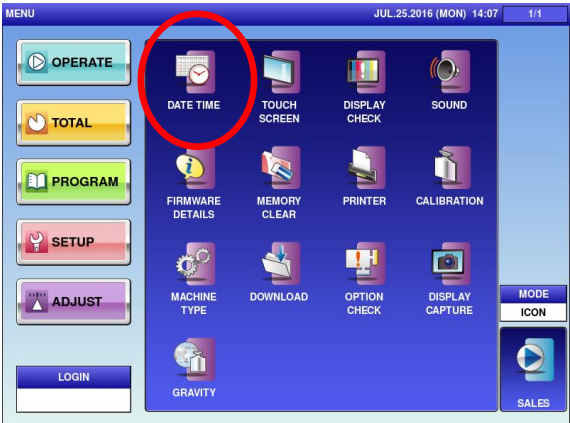 MENU
JUL.25.2016 (MON) 14:07
1/1
OPERATE
TOTAL
PROGRAM
SETUP
ADJUST
LOGIN
DATE TIME
TOUCH
SCREEN
DISPLAY
CHECK
SOUND
FIRMWARE
DETAILS
MEMORY
CLEAR
PRINTER
CALIBRATION
MACHINE
TYPE
DOWNLOAD
OPTION
CHECK
DISPLAY
CAPTURE
GRAVITY
MODE
ICON
SALES